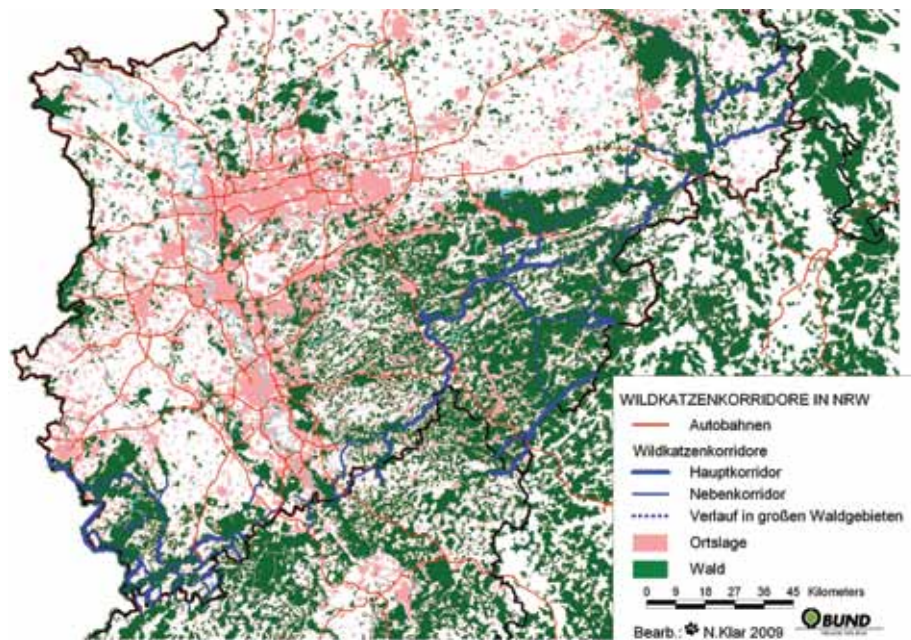 WILDKATZENKORRIDORE IN NRW
Autobahnen
Wildkatzenkorridore
Hauptkorridor
Nebenkorridor
Verlauf in großen Waldgebieten
Ortslage
Wald
0 9 18 27 36 45 Kilometers
Bearb.: N.Klar 2009
BUND